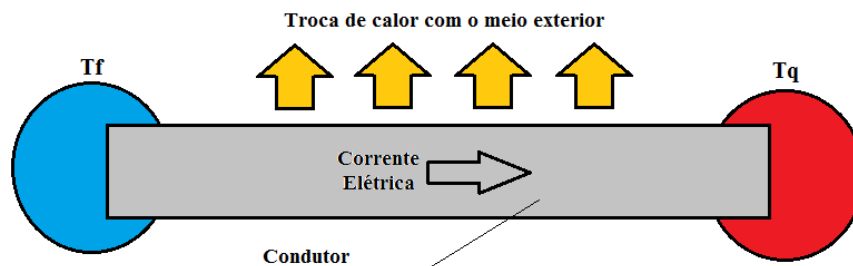 Troca de calor com o meio exterior
Tf
Tq
Corrente
Elétrica
Condutor